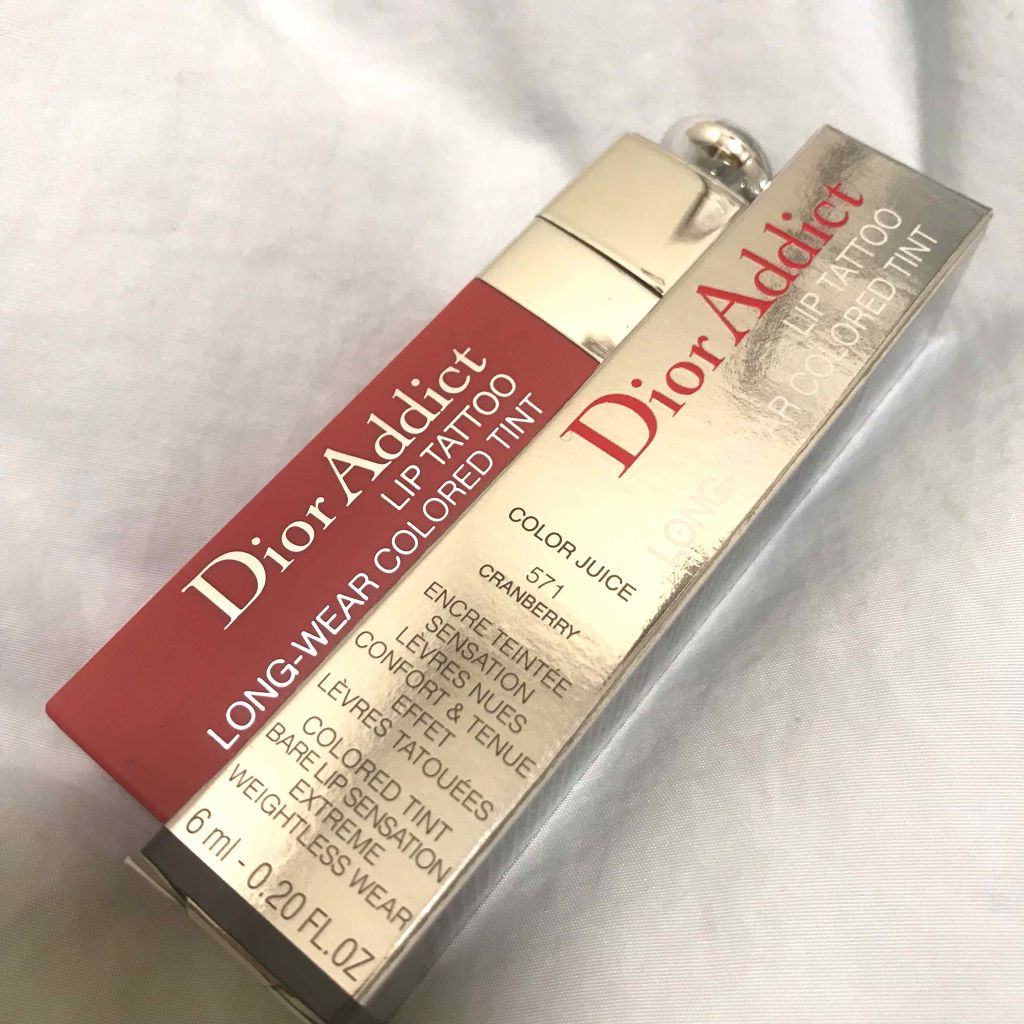 Dior Addict
LIP TATTOO
LONG-WEAR COLORED TINT
Dior Addict
LIP TATTOO
LONG-WEAR COLORED TINT
COLOR JUICE
571
CRANBERRY
ENCRE TEINTÉE
SENSATION
LÈVRES NUES
CONFORT & TENUE
EFFET
LÈVRES TATOUÉES
COLORED TINT
BARE LIP SENSATION
EXTREME
WEIGHTLESS WEAR
6 ml - 0.20 FL.OZ